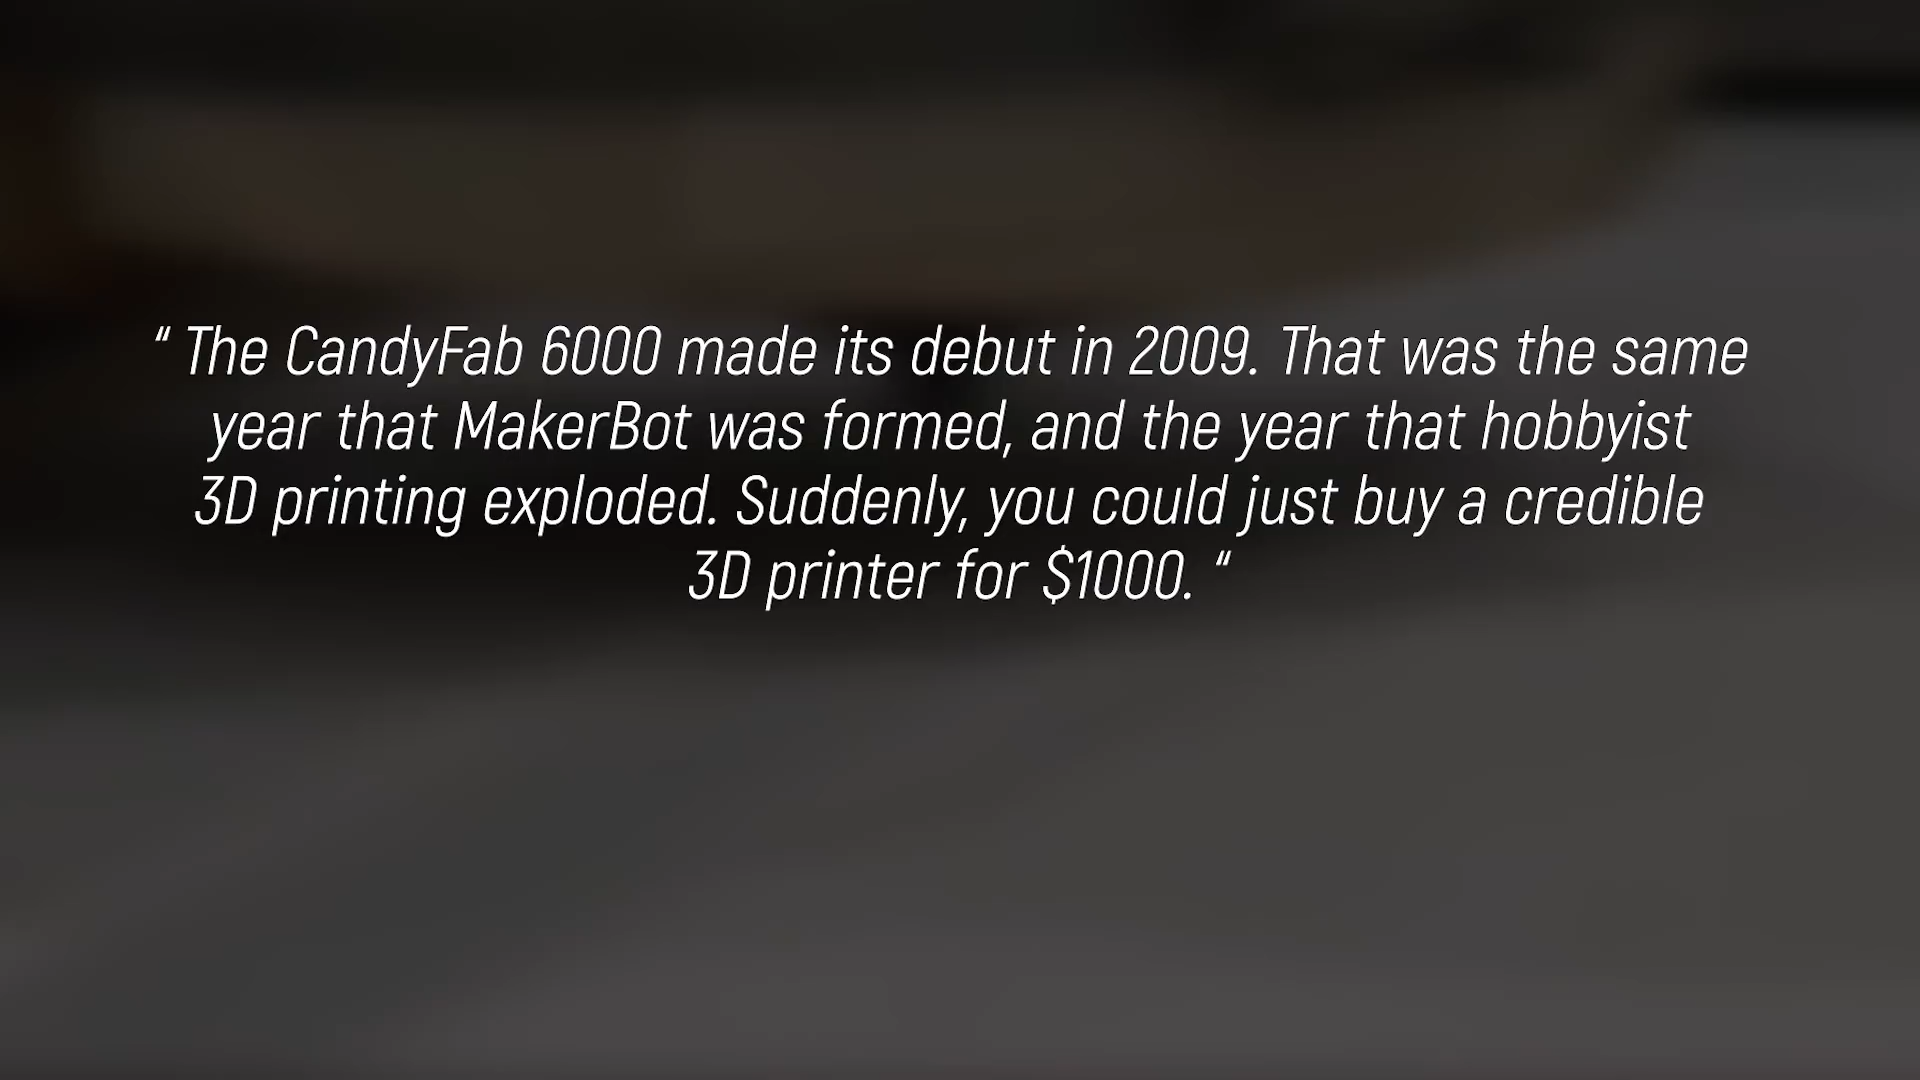 “ The CandyFab 6000 made its debut in 2009. That was the same
year that MakerBot was formed, and the year that hobbyist
3D printing exploded. Suddenly, you could just buy a credible
3D printer for $1000. “